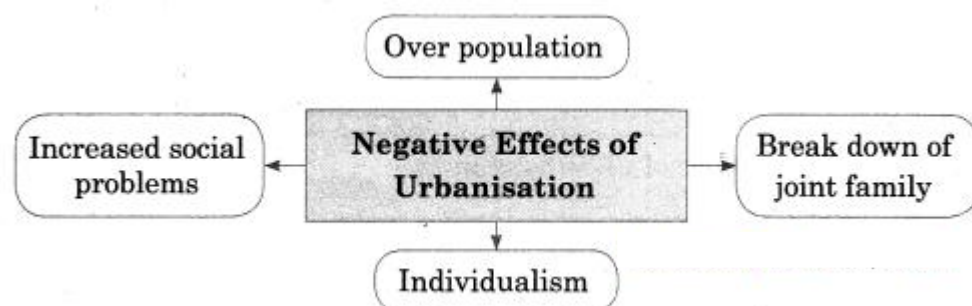 Over population
Increased social
problems
Negative Effects of
Urbanisation
Break down of
joint family
Individualism